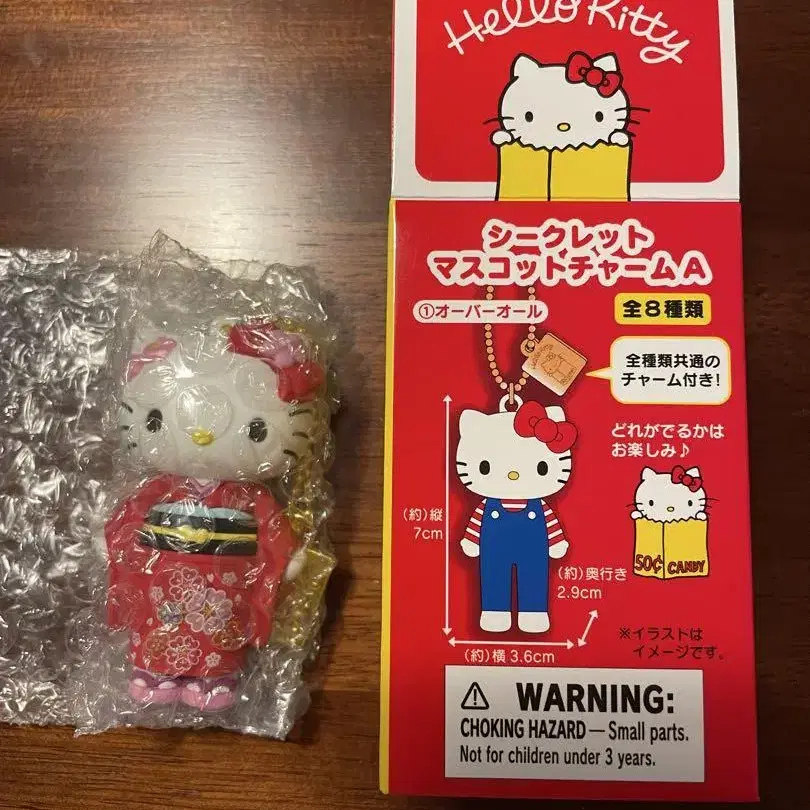 Hello Kitty
シークレット
マスコットチャームA
①オーバーオール
全8種類
全種類共通の
チャーム付き!
どれがでるかは
お楽しみ♪
(約)縦
7cm
50¢ CANDY
(約)奥行き
2.9cm
(約)横3.6cm
※イラストは
イメージです。
⚠ WARNING:
CHOKING HAZARD — Small parts.
Not for children under 3 years.